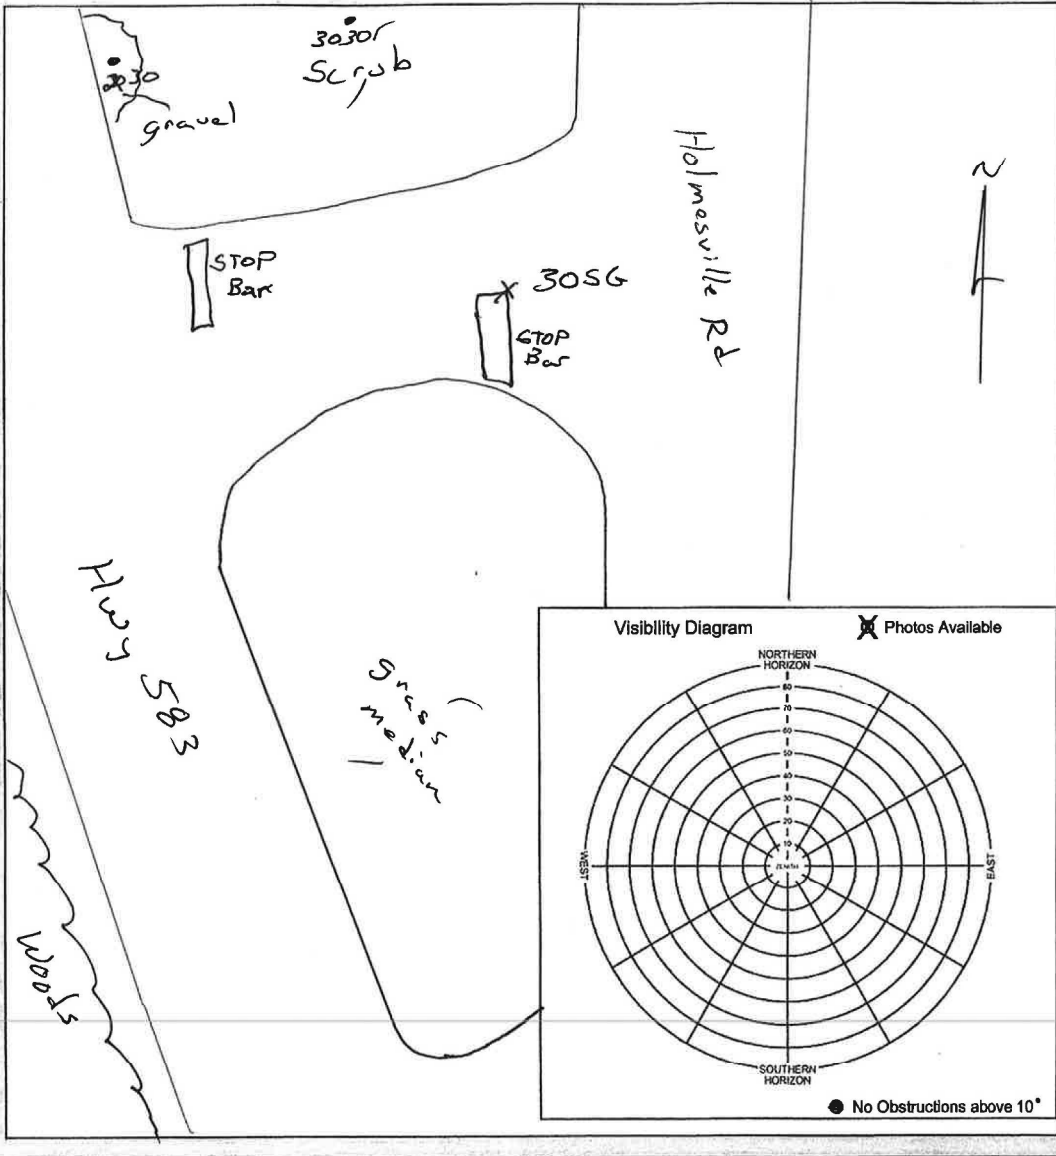 3030r
Scrub
gravel
Holmesville Rd
N
STOP
Bar
30SG
STOP
Bar
Hwy 583
grass
median
Woods
Visibility Diagram
Photos Available
NORTHERN
HORIZON
80
70
60
50
40
30
20
10
ZENITH
WEST
EAST
SOUTHERN
HORIZON
No Obstructions above 10°